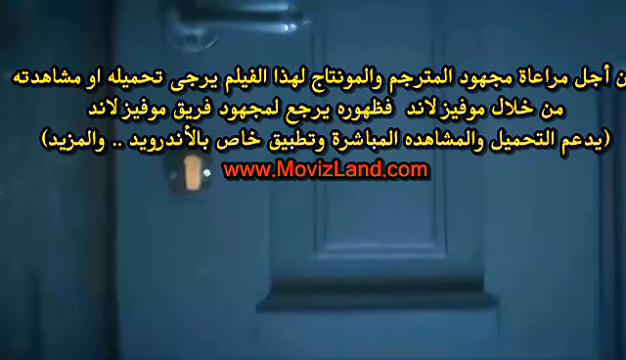 ن أجل مراعاة مجهود المترجم والمونتاج لهذا الفيلم يرجى تحميله او مشاهدته
من خلال موفيزلاند فظهوره يرجع لمجهود فريق موفيزلاند
(يدعم التحميل والمشاهده المباشرة وتطبيق خاص بالأندرويد .. والمزيد)
www.MovizLand.com